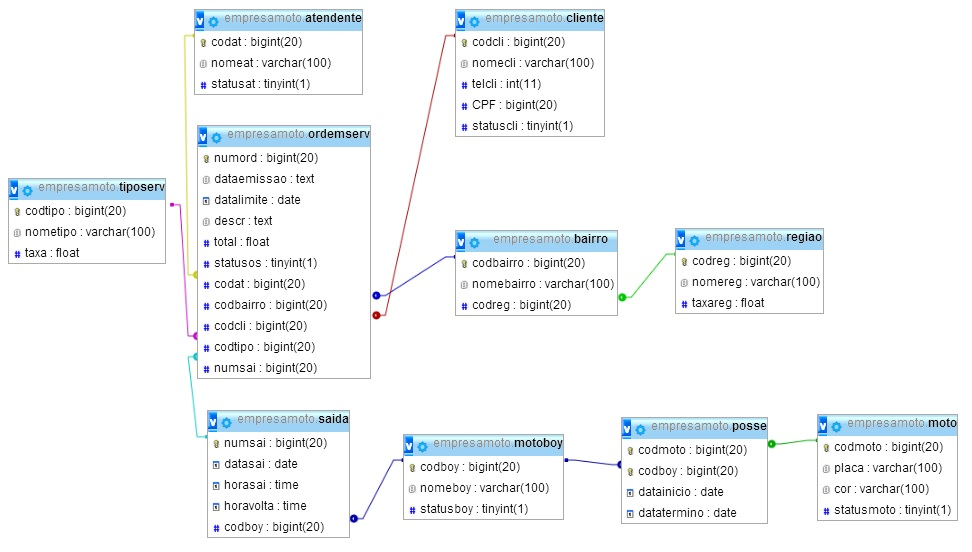 empresamoto.atendente
codat : bigint(20)
nomeat : varchar(100)
statusat : tinyint(1)
empresamoto.cliente
codcli : bigint(20)
nomecli : varchar(100)
telcli : int(11)
CPF : bigint(20)
statuscli : tinyint(1)
empresamoto.ordemserv
numord : bigint(20)
dataemissao : text
datalimite : date
descr : text
total : float
statusos : tinyint(1)
codat : bigint(20)
codbairro : bigint(20)
codcli : bigint(20)
codtipo : bigint(20)
numsai : bigint(20)
empresamoto.tiposerv
codtipo : bigint(20)
nometipo : varchar(100)
taxa : float
empresamoto.bairro
codbairro : bigint(20)
nomebairro : varchar(100)
codreg : bigint(20)
empresamoto.regiao
codreg : bigint(20)
nomereg : varchar(100)
taxareg : float
empresamoto.saida
numsai : bigint(20)
datasai : date
horasai : time
horavolta : time
codboy : bigint(20)
empresamoto.motoboy
codboy : bigint(20)
nomeboy : varchar(100)
statusboy : tinyint(1)
empresamoto.posse
codmoto : bigint(20)
codboy : bigint(20)
datainicio : date
datatermino : date
empresamoto.moto
codmoto : bigint(20)
placa : varchar(100)
cor : varchar(100)
statusmoto : tinyint(1)